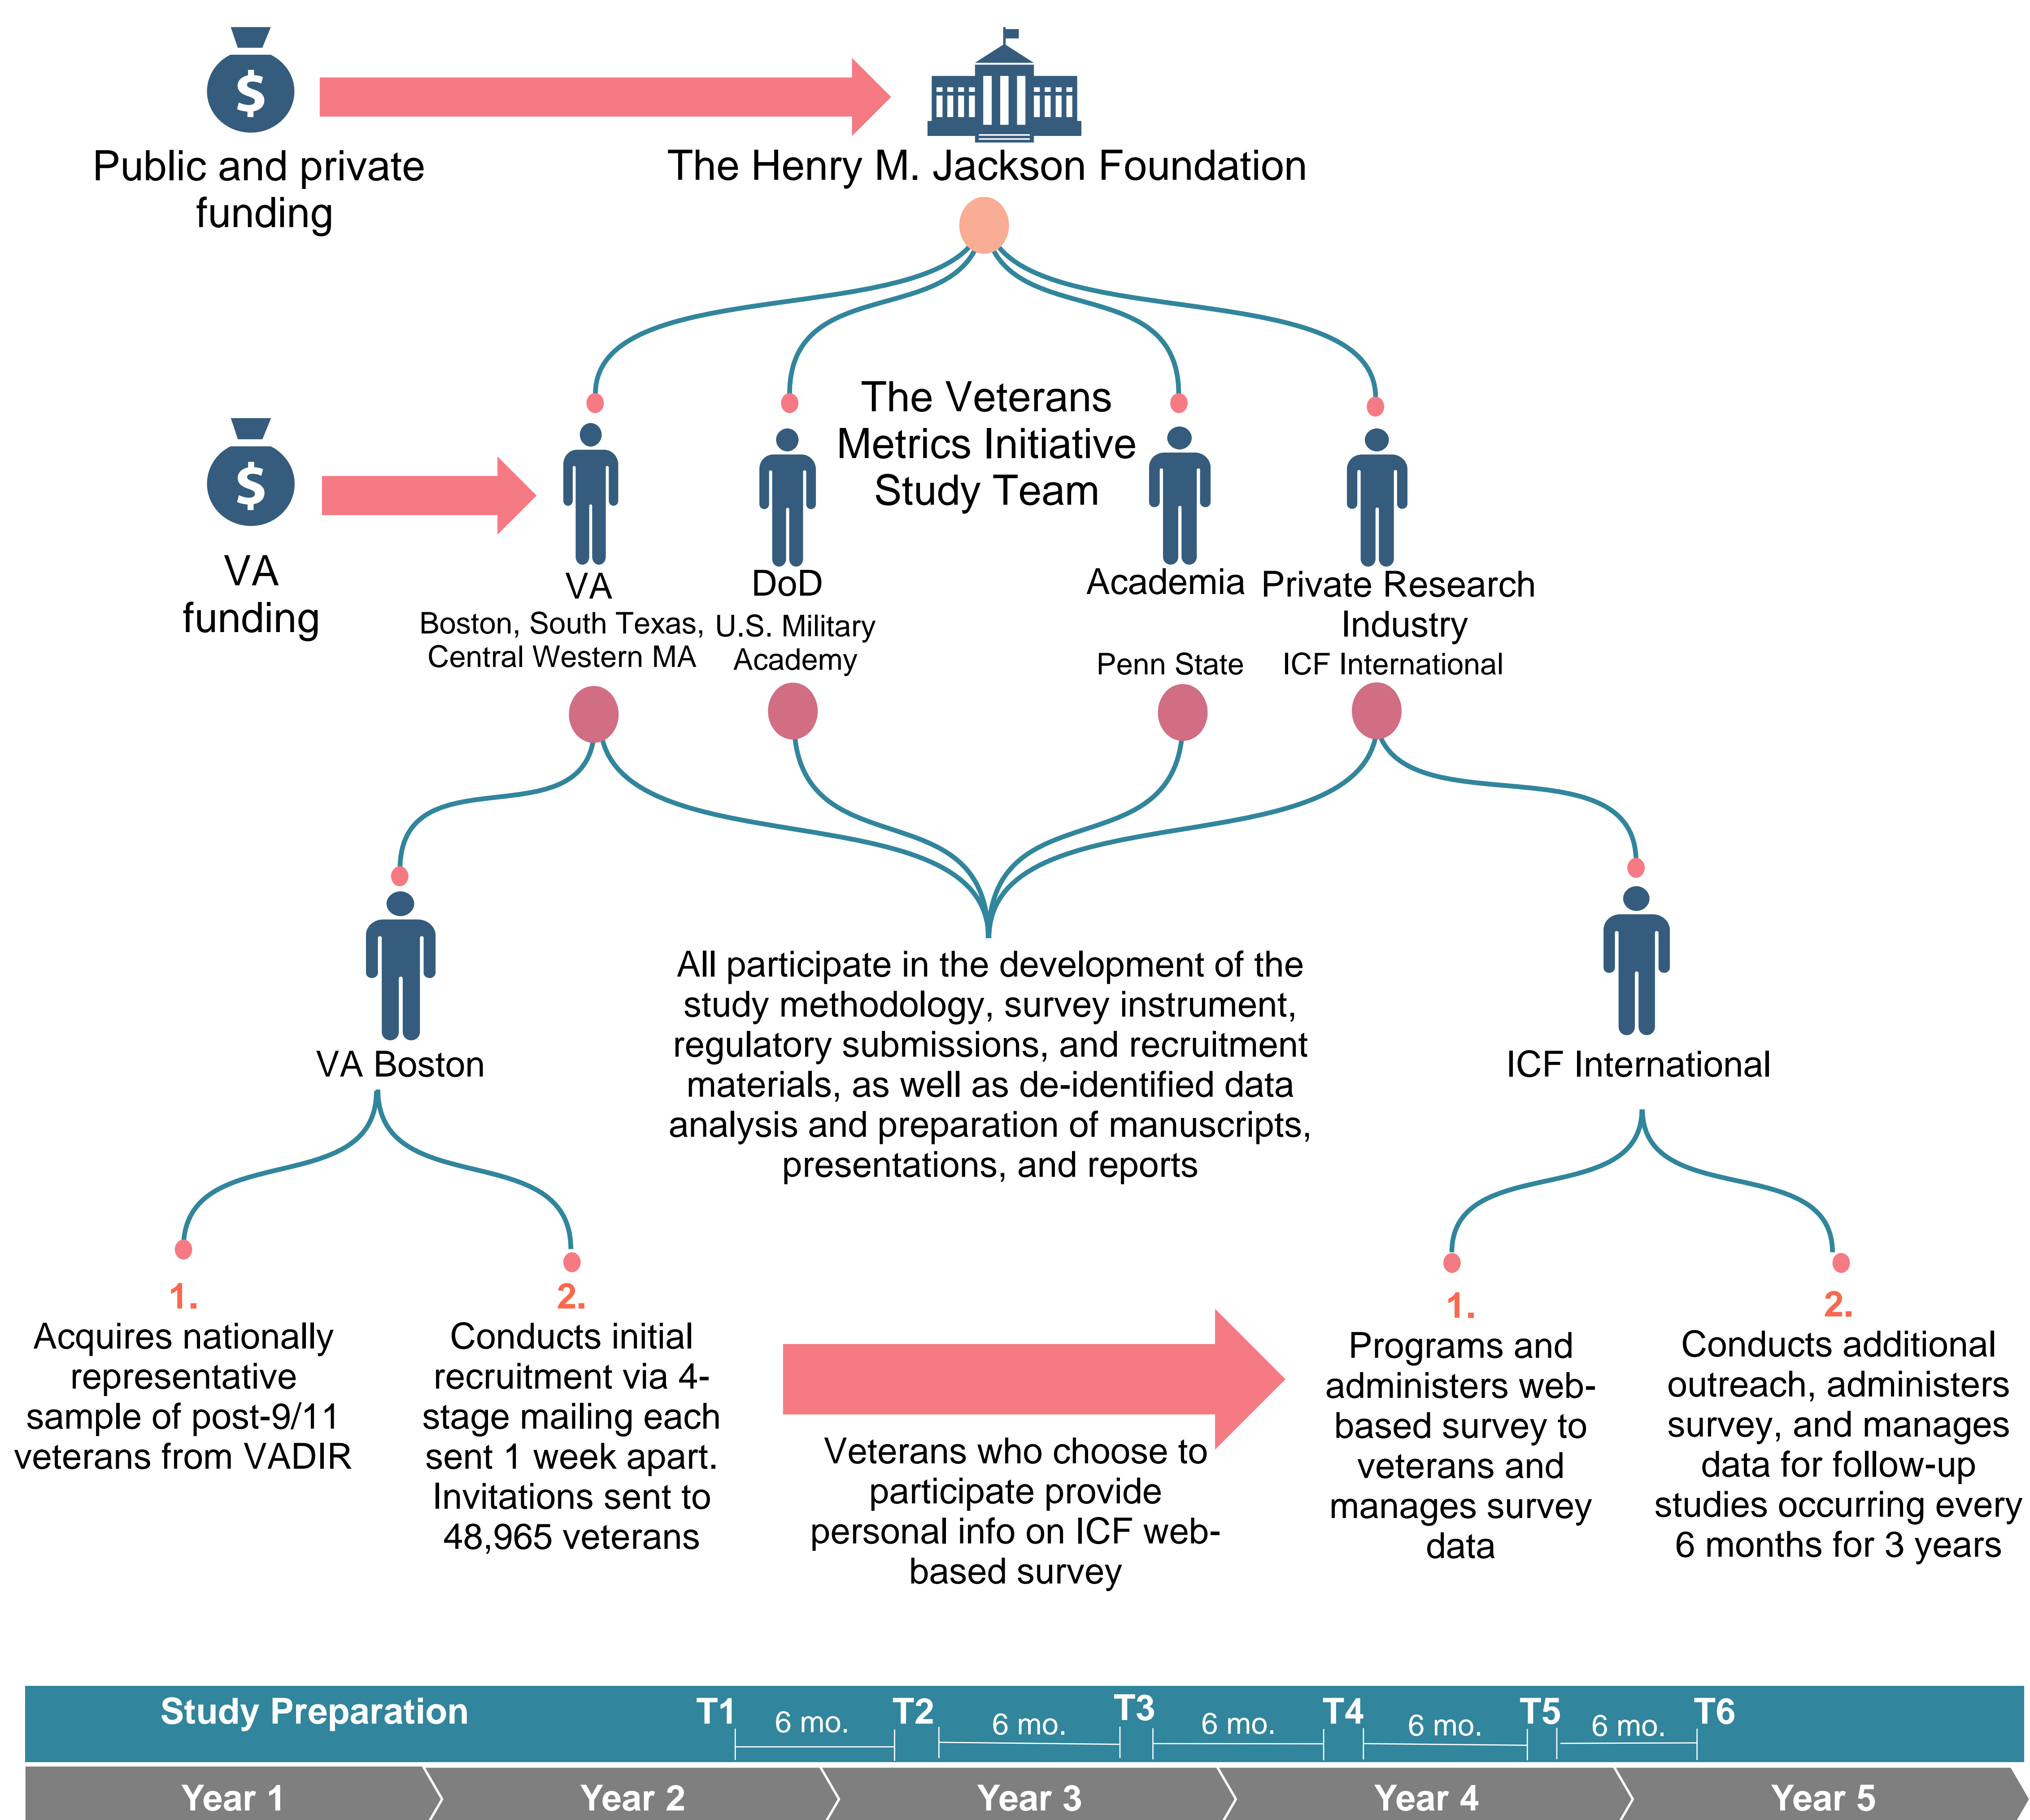 $
Public and private
funding
The Henry M. Jackson Foundation
The Veterans
Metrics Initiative
Study Team
$
VA
funding
VA
Boston, South Texas,
Central Western MA
DoD
U.S. Military
Academy
Academia
Penn State
Private Research
Industry
ICF International
VA Boston
All participate in the development of the
study methodology, survey instrument,
regulatory submissions, and recruitment
materials, as well as de-identified data
analysis and preparation of manuscripts,
presentations, and reports
ICF International
1.
Acquires nationally
representative
sample of post-9/11
veterans from VADIR
2.
Conducts initial
recruitment via 4-
stage mailing each
sent 1 week apart.
Invitations sent to
48,965 veterans
Veterans who choose to
participate provide
personal info on ICF web-
based survey
1.
Programs and
administers web-
based survey to
veterans and
manages survey
data
2.
Conducts additional
outreach, administers
survey, and manages
data for follow-up
studies occurring every
6 months for 3 years
Study Preparation T1 6 mo. T2 6 mo. T3 6 mo. T4 6 mo. T5 6 mo. T6
Year 1 Year 2 Year 3 Year 4 Year 5